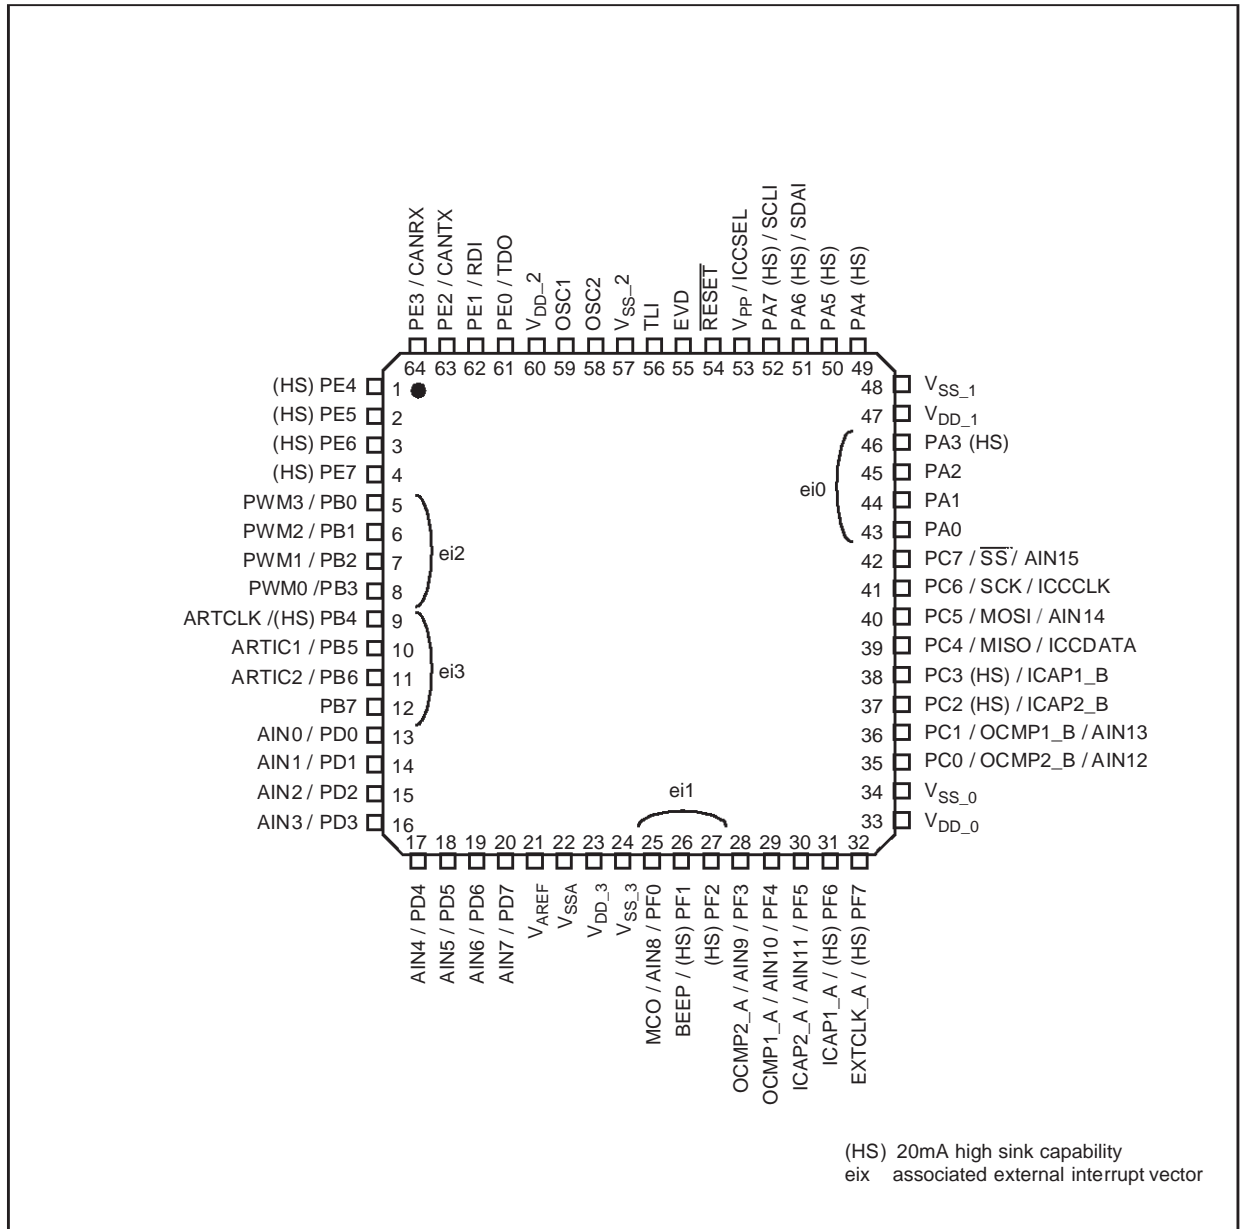 PE3 / CANRX
PE2 / CANTX
PE1 / RDI
PE0 / TDO
VDD_2
OSC1
OSC2
VSS_2
TLI
EVD
RESET
VPP / ICCSEL
PA7 (HS) / SCLI
PA6 (HS) / SDAI
PA5 (HS)
PA4 (HS)
64 63 62 61 60 59 58 57 56 55 54 53 52 51 50 49
(HS) PE4 1
(HS) PE5 2
(HS) PE6 3
(HS) PE7 4
PWM3 / PB0 5
PWM2 / PB1 6
PWM1 / PB2 7
PWM0 /PB3 8
ei2
ARTCLK /(HS) PB4 9
ARTIC1 / PB5 10
ARTIC2 / PB6 11
PB7 12
ei3
AIN0 / PD0 13
AIN1 / PD1 14
AIN2 / PD2 15
AIN3 / PD3 16
48 VSS_1
47 VDD_1
46 PA3 (HS)
45 PA2
44 PA1
43 PA0
ei0
42 PC7 / SS / AIN15
41 PC6 / SCK / ICCCLK
40 PC5 / MOSI / AIN14
39 PC4 / MISO / ICCDATA
38 PC3 (HS) / ICAP1_B
37 PC2 (HS) / ICAP2_B
36 PC1 / OCMP1_B / AIN13
35 PC0 / OCMP2_B / AIN12
34 VSS_0
33 VDD_0
ei1
17 18 19 20 21 22 23 24 25 26 27 28 29 30 31 32
AIN4 / PD4
AIN5 / PD5
AIN6 / PD6
AIN7 / PD7
VAREF
VSSA
VDD_3
VSS_3
MCO / AIN8 / PF0
BEEP / (HS) PF1
(HS) PF2
OCMP2_A / AIN9 / PF3
OCMP1_A / AIN10 / PF4
ICAP2_A / AIN11 / PF5
ICAP1_A / (HS) PF6
EXTCLK_A / (HS) PF7
(HS) 20mA high sink capability
eix associated external interrupt vector